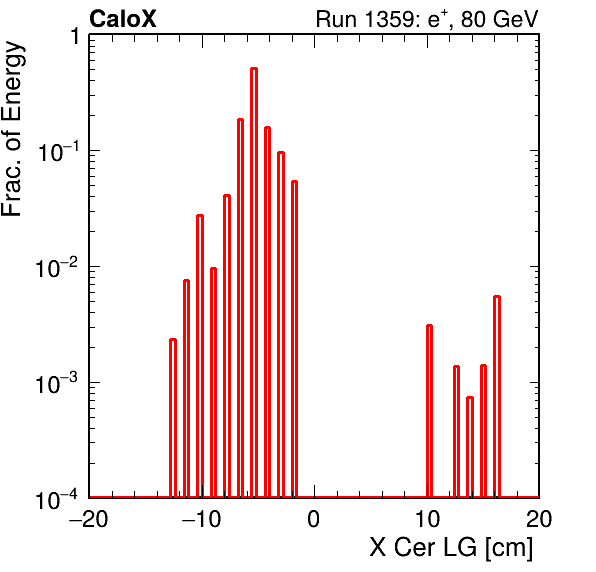 CaloX Run 1359: e⁺, 80 GeV
Frac. of Energy
1
10⁻¹
10⁻²
10⁻³
10⁻⁴
−20 −10 0 10 20
X Cer LG [cm]